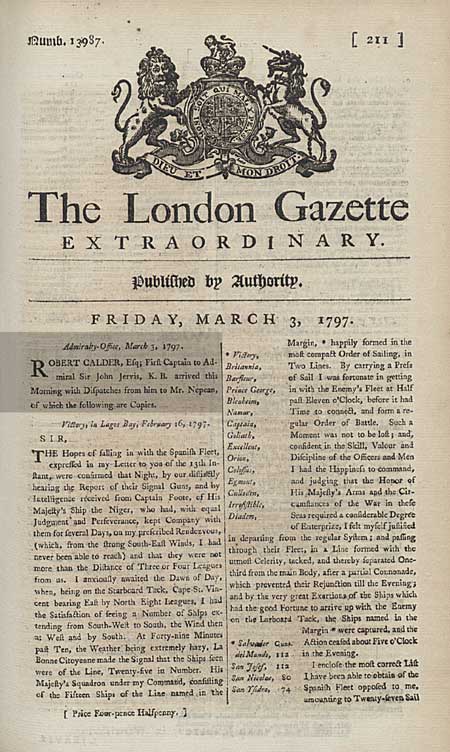 Numb. 13987.
[ 211 ]
HONI SOIT QUI MAL Y PENSE
DIEU ET MON DROIT.
The London Gazette
EXTRAORDINARY.
Published by Authority.
FRIDAY, MARCH 3, 1797.
Admiralty-Office, March 3, 1797.
ROBERT CALDER, Esq; First Captain to Ad-
miral Sir John Jervis, K. B. arrived this
Morning with Dispatches from him to Mr. Nepean,
of which the following are Copies.
Victory, in Lagos Bay, February 16, 1797.
SIR,
THE Hopes of falling in with the Spanish Fleet,
expressed in my Letter to you of the 13th In-
stant, were confirmed that Night, by our distinctly
hearing the Report of their Signal Guns, and by
Intelligence received from Captain Foote, of His
Majesty's Ship the Niger, who had, with equal
Judgment and Perseverance, kept Company with
them for several Days, on my prescribed Rendezvous,
(which, from the strong South-East Winds, I had
never been able to reach) and that they were not
more than the Distance of Three or Four Leagues
from us. I anxiously awaited the Dawn of Day,
when, being on the Starboard Tack, Cape St. Vin-
cent bearing East by North Eight Leagues, I had
the Satisfaction of seeing a Number of Ships ex-
tending from South-West to South, the Wind then
at West and by South. At Forty-nine Minutes
past Ten, the Weather being extremely hazy, La
Bonne Citoyenne made the Signal that the Ships seen
were of the Line, Twenty-five in Number. His
Majesty's Squadron under my Command, consisting
of the Fifteen Ships of the Line named in the
[ Price Four-pence Halfpenny. ]
* Victory,
Britannia,
Barfleur,
Prince George,
Blenheim,
Namur,
Captain,
Goliath,
Excellent,
Orion,
Colossus,
Egmont,
Culloden,
Irresistible,
Diadem,
Margin, * happily formed in the
most compact Order of Sailing, in
Two Lines. By carrying a Press
of Sail I was fortunate in getting
in with the Enemy's Fleet at Half
past Eleven o'Clock, before it had
Time to connect, and form a re-
gular Order of Battle. Such a
Moment was not to be lost; and,
confident in the Skill, Valour and
Discipline of the Officers and Men
I had the Happiness to command,
and judging that the Honor of
His Majesty's Arms and the Cir-
cumstances of the War in these
Seas required a considerable Degree
of Enterprize, I felt myself justified
in departing from the regular System; and passing
through their Fleet, in a Line formed with the
utmost Celerity, tacked, and thereby separated One-
third from the main Body, after a partial Cannonade,
which prevented their Rejunction till the Evening;
and by the very great Exertions of the Ships which
had the good Fortune to arrive up with the Enemy
on the Larboard Tack, the Ships named in the
* Salvador Guns.
del Mundo, 112
San Josef, 112
San Nicolas, 80
San Ysidro, 74
Margin * were captured, and the
Action ceased about Five o'Clock
in the Evening.
I enclose the most correct List
I have been able to obtain of the
Spanish Fleet opposed to me,
amounting to Twenty-seven Sail